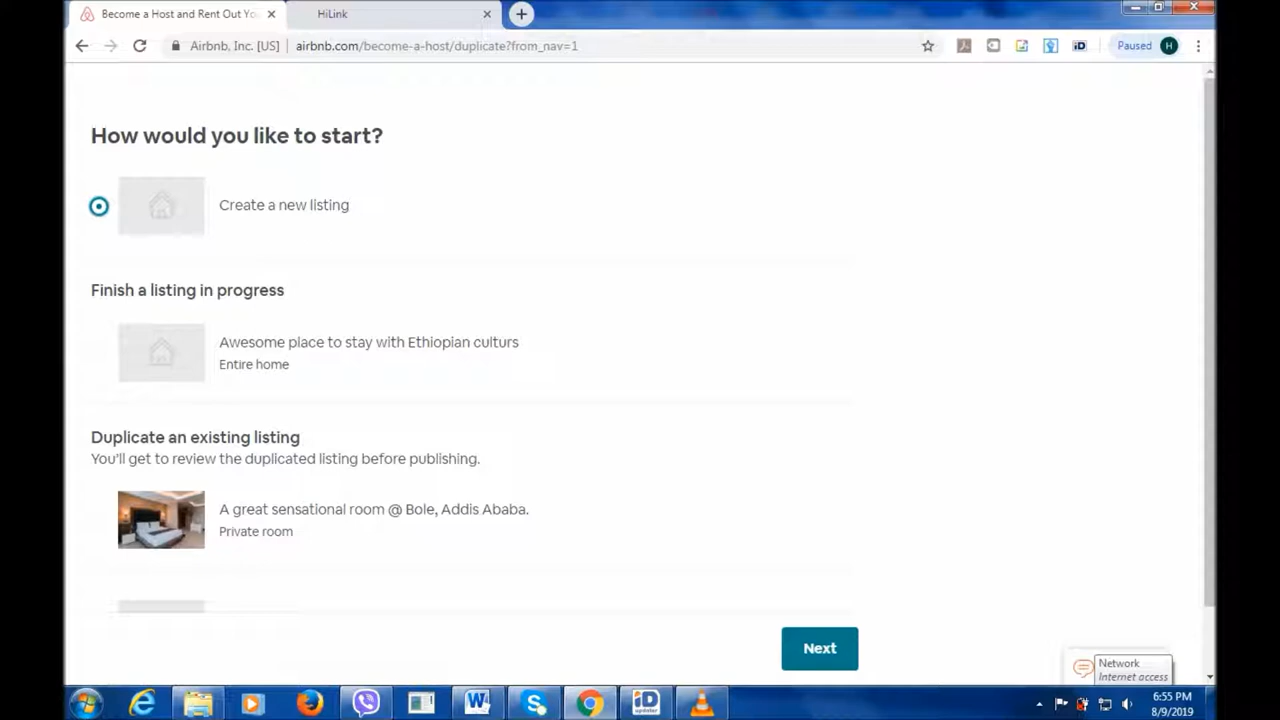 Become a Host and Rent Out Yo
HiLink
Airbnb, Inc. [US]
airbnb.com/become-a-host/duplicate?from_nav=1
Paused
H
How would you like to start?
Create a new listing
Finish a listing in progress
Awesome place to stay with Ethiopian culturs
Entire home
Duplicate an existing listing
You'll get to review the duplicated listing before publishing.
A great sensational room @ Bole, Addis Ababa.
Private room
Next
Network
Internet access
iD
updater
6:55 PM
8/9/2019